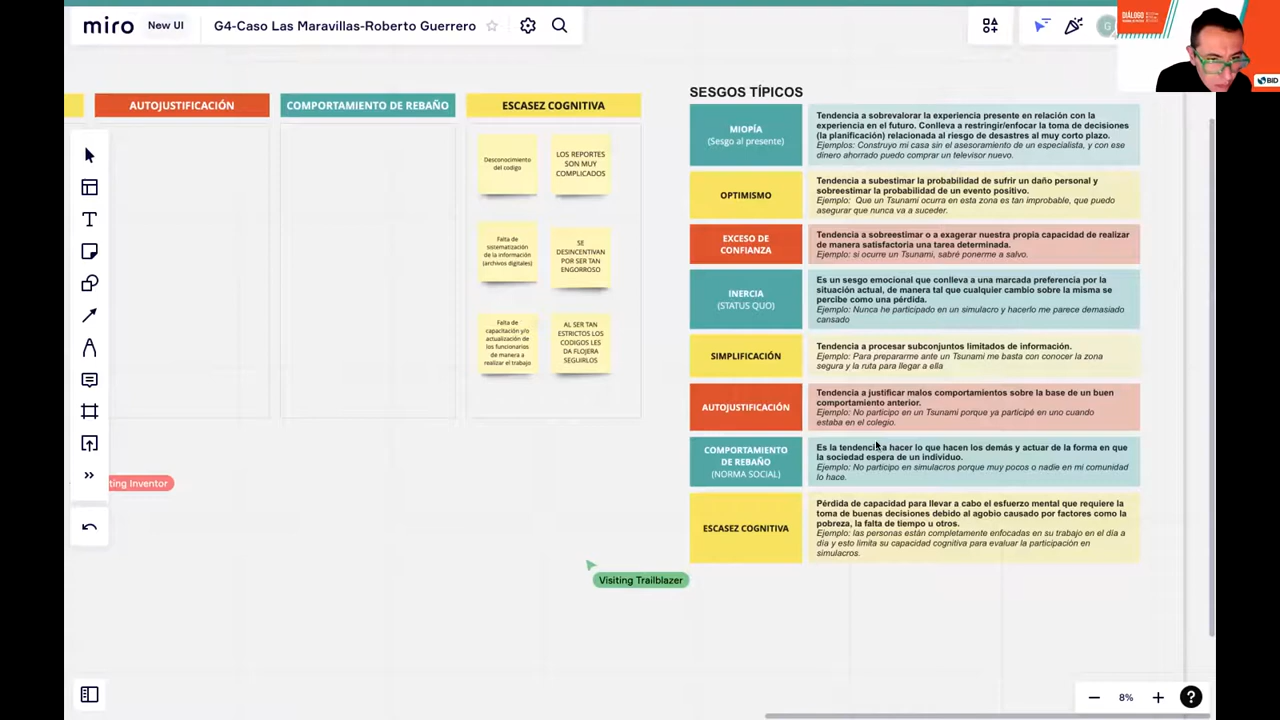 miro
New UI
G4-Caso Las Maravillas-Roberto Guerrero
DIÁLOGO
BID
AUTOJUSTIFICACIÓN
COMPORTAMIENTO DE REBAÑO
ESCASEZ COGNITIVA
Desconocimiento
del codigo
LOS REPORTES
SON MUY
COMPLICADOS
Falta de
sistematización
de la información
(archivos digitales)
SE
DESINCENTIVAN
POR SER TAN
ENGORROSO
Falta de
capacitación y/o
actualización de
los funcionarios
de manera a
realizar el trabajo
AL SER TAN
ESTRICTOS LOS
CODIGOS LES
DA FLOJERA
SEGUIRLOS
SESGOS TÍPICOS
MIOPÍA
(Sesgo al presente)
Tendencia a sobrevalorar la experiencia presente en relación con la
experiencia en el futuro. Conlleva a restringir/enfocar la toma de decisiones
(la planificación) relacionada al riesgo de desastres al muy corto plazo.
Ejemplos: Construyo mi casa sin el asesoramiento de un especialista, y con ese
dinero ahorrado puedo comprar un televisor nuevo.
OPTIMISMO
Tendencia a subestimar la probabilidad de sufrir un daño personal y
sobreestimar la probabilidad de un evento positivo.
Ejemplo: Que un Tsunami ocurra en esta zona es tan improbable, que puedo
asegurar que nunca va a suceder.
EXCESO DE
CONFIANZA
Tendencia a sobreestimar o a exagerar nuestra propia capacidad de realizar
de manera satisfactoria una tarea determinada.
Ejemplo: si ocurre un Tsunami, sabré ponerme a salvo.
INERCIA
(STATUS QUO)
Es un sesgo emocional que conlleva a una marcada preferencia por la
situación actual, de manera tal que cualquier cambio sobre la misma se
percibe como una pérdida.
Ejemplo: Nunca he participado en un simulacro y hacerlo me parece demasiado
cansado
SIMPLIFICACIÓN
Tendencia a procesar subconjuntos limitados de información.
Ejemplo: Para prepararme ante un Tsunami me basta con conocer la zona
segura y la ruta para llegar a ella
AUTOJUSTIFICACIÓN
Tendencia a justificar malos comportamientos sobre la base de un buen
comportamiento anterior.
Ejemplo: No participo en un Tsunami porque ya participé en uno cuando
estaba en el colegio.
COMPORTAMIENTO
DE REBAÑO
(NORMA SOCIAL)
Es la tendencia a hacer lo que hacen los demás y actuar de la forma en que
la sociedad espera de un individuo.
Ejemplo: No participo en simulacros porque muy pocos o nadie en mi comunidad
lo hace.
ESCASEZ COGNITIVA
Pérdida de capacidad para llevar a cabo el esfuerzo mental que requiere la
toma de buenas decisiones debido al agobio causado por factores como la
pobreza, la falta de tiempo u otros.
Ejemplo: las personas están completamente enfocadas en su trabajo en el día a
día y esto limita su capacidad cognitiva para evaluar la participación en
simulacros.
ting Inventor
Visiting Trailblazer
8%